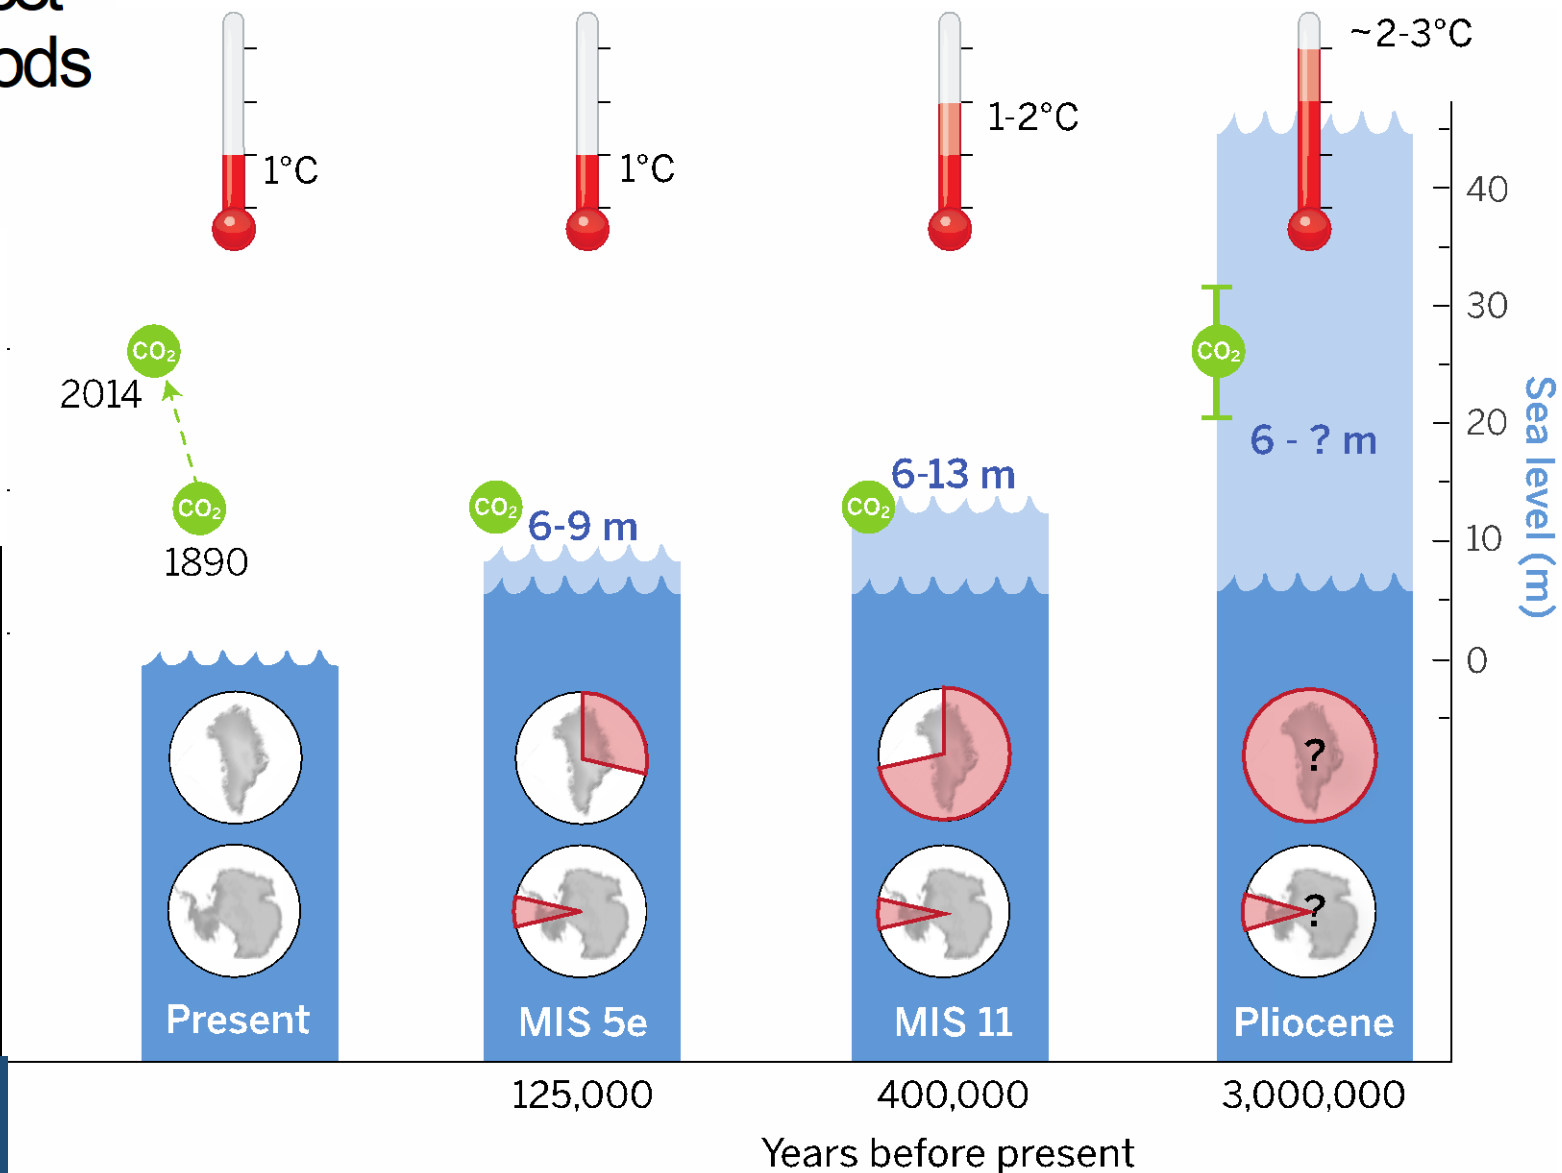 ods
~2-3°C
1-2°C
1°C
1°C
40
30
CO₂
CO₂
2014
20
6 - ? m
6-13 m
CO₂
CO₂
CO₂
6-9 m
10
1890
0
Sea level (m)
?
?
Present
MIS 5e
MIS 11
Pliocene
125,000
400,000
3,000,000
Years before present